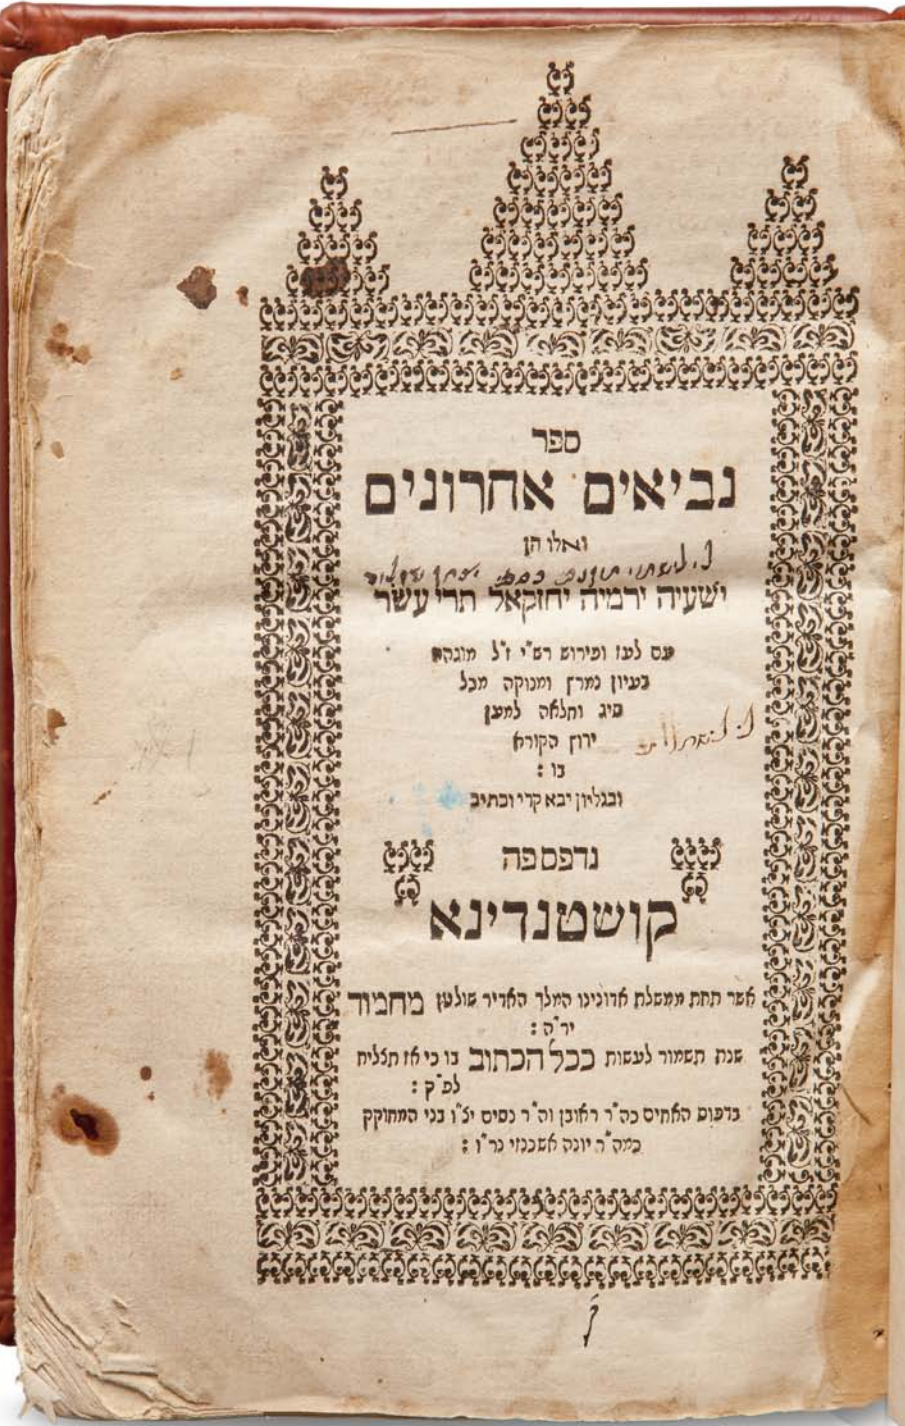 ספר
נביאים אחרונים
ואלו הן
ישעיה ירמיה יחזקאל תרי עשר
עם לעז ופירוש רש"י ז"ל מוגה
בעיון נמרץ ומנוקה מכל
סיג וחלאה למען
ירוץ הקורא
בו :
ובגליון יבא קרי וכתיב
נדפספה
קושטנדינא
אשר תחת ממשלת אדונינו המלך האדיר שולטן מחמוד
יר"ה :
שנת תשמור לעשות ככל הכתוב בו כי אז תצליח
לפ"ק :
בדפוס האחים כה"ר ראובן וה"ר נסים יצ"ו בני המחוקק
כמה"ר יונה אשכנזי נר"ו :